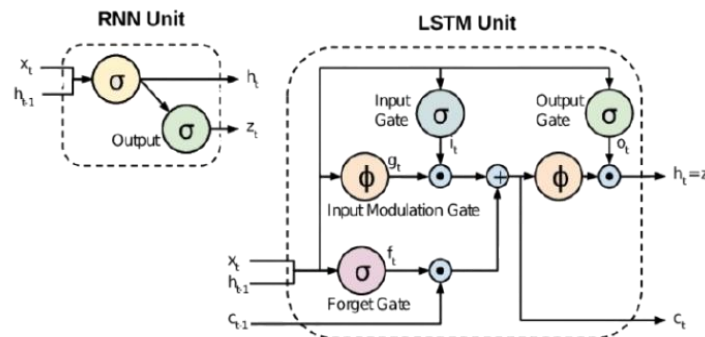 RNN Unit
x_t
h_t-1
σ
h_t
Output
σ
z_t
LSTM Unit
Input
Gate
σ
i_t
Output
Gate
σ
o_t
ϕ
g_t
+
ϕ
h_t=z
Input Modulation Gate
x_t
h_t-1
σ
f_t
Forget Gate
c_t-1
c_t